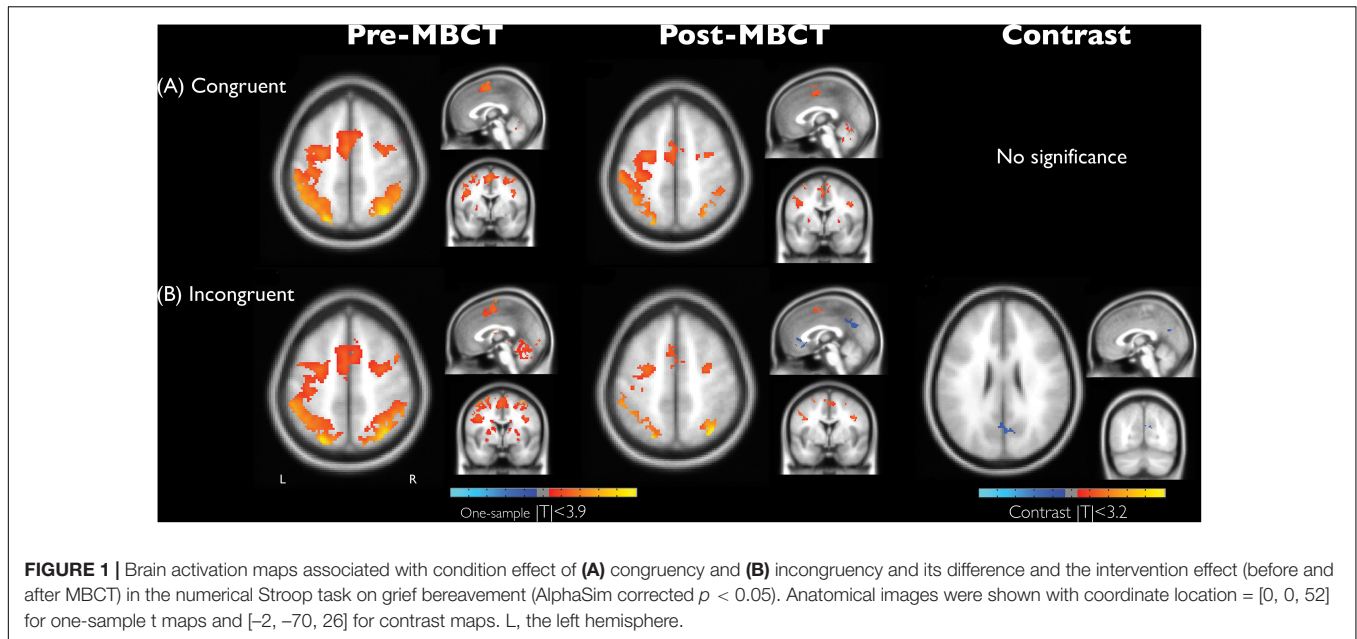 Pre-MBCT Post-MBCT Contrast
(A) Congruent
No significance
(B) Incongruent
L R
One-sample |T|<3.9 Contrast |T|<3.2
FIGURE 1 | Brain activation maps associated with condition effect of (A) congruency and (B) incongruency and its difference and the intervention effect (before and
after MBCT) in the numerical Stroop task on grief bereavement (AlphaSim corrected p < 0.05). Anatomical images were shown with coordinate location = [0, 0, 52]
for one-sample t maps and [–2, –70, 26] for contrast maps. L, the left hemisphere.